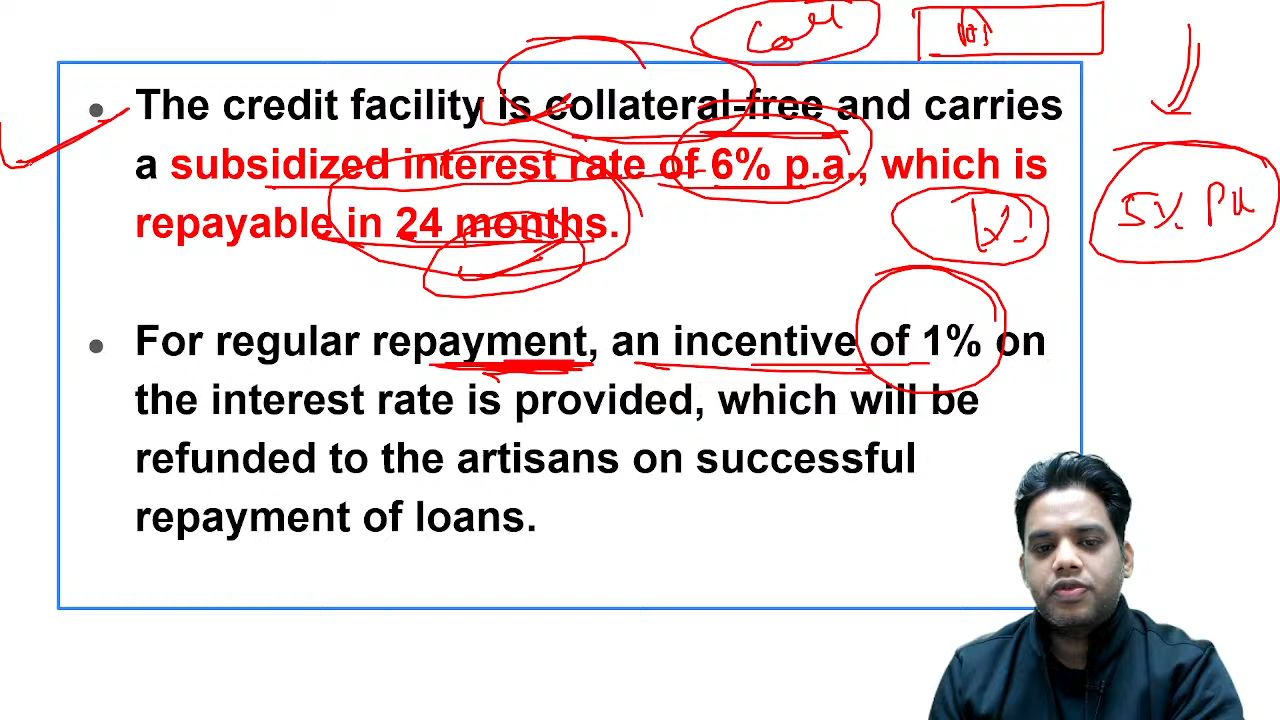 Coll
• The credit facility is collateral-free and carries
a subsidized interest rate of 6% p.a., which is
repayable in 24 months.
5% Pa
• For regular repayment, an incentive of 1% on
the interest rate is provided, which will be
refunded to the artisans on successful
repayment of loans.